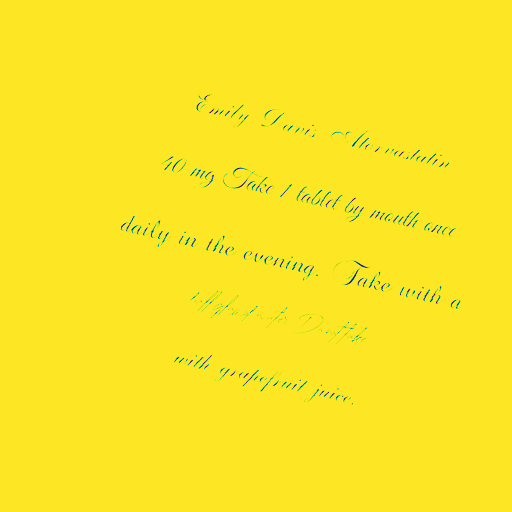 Emily Davis Atorvastatin
40 mg Take 1 tablet by mouth once
daily in the evening. Take with a
with grapefruit juice.